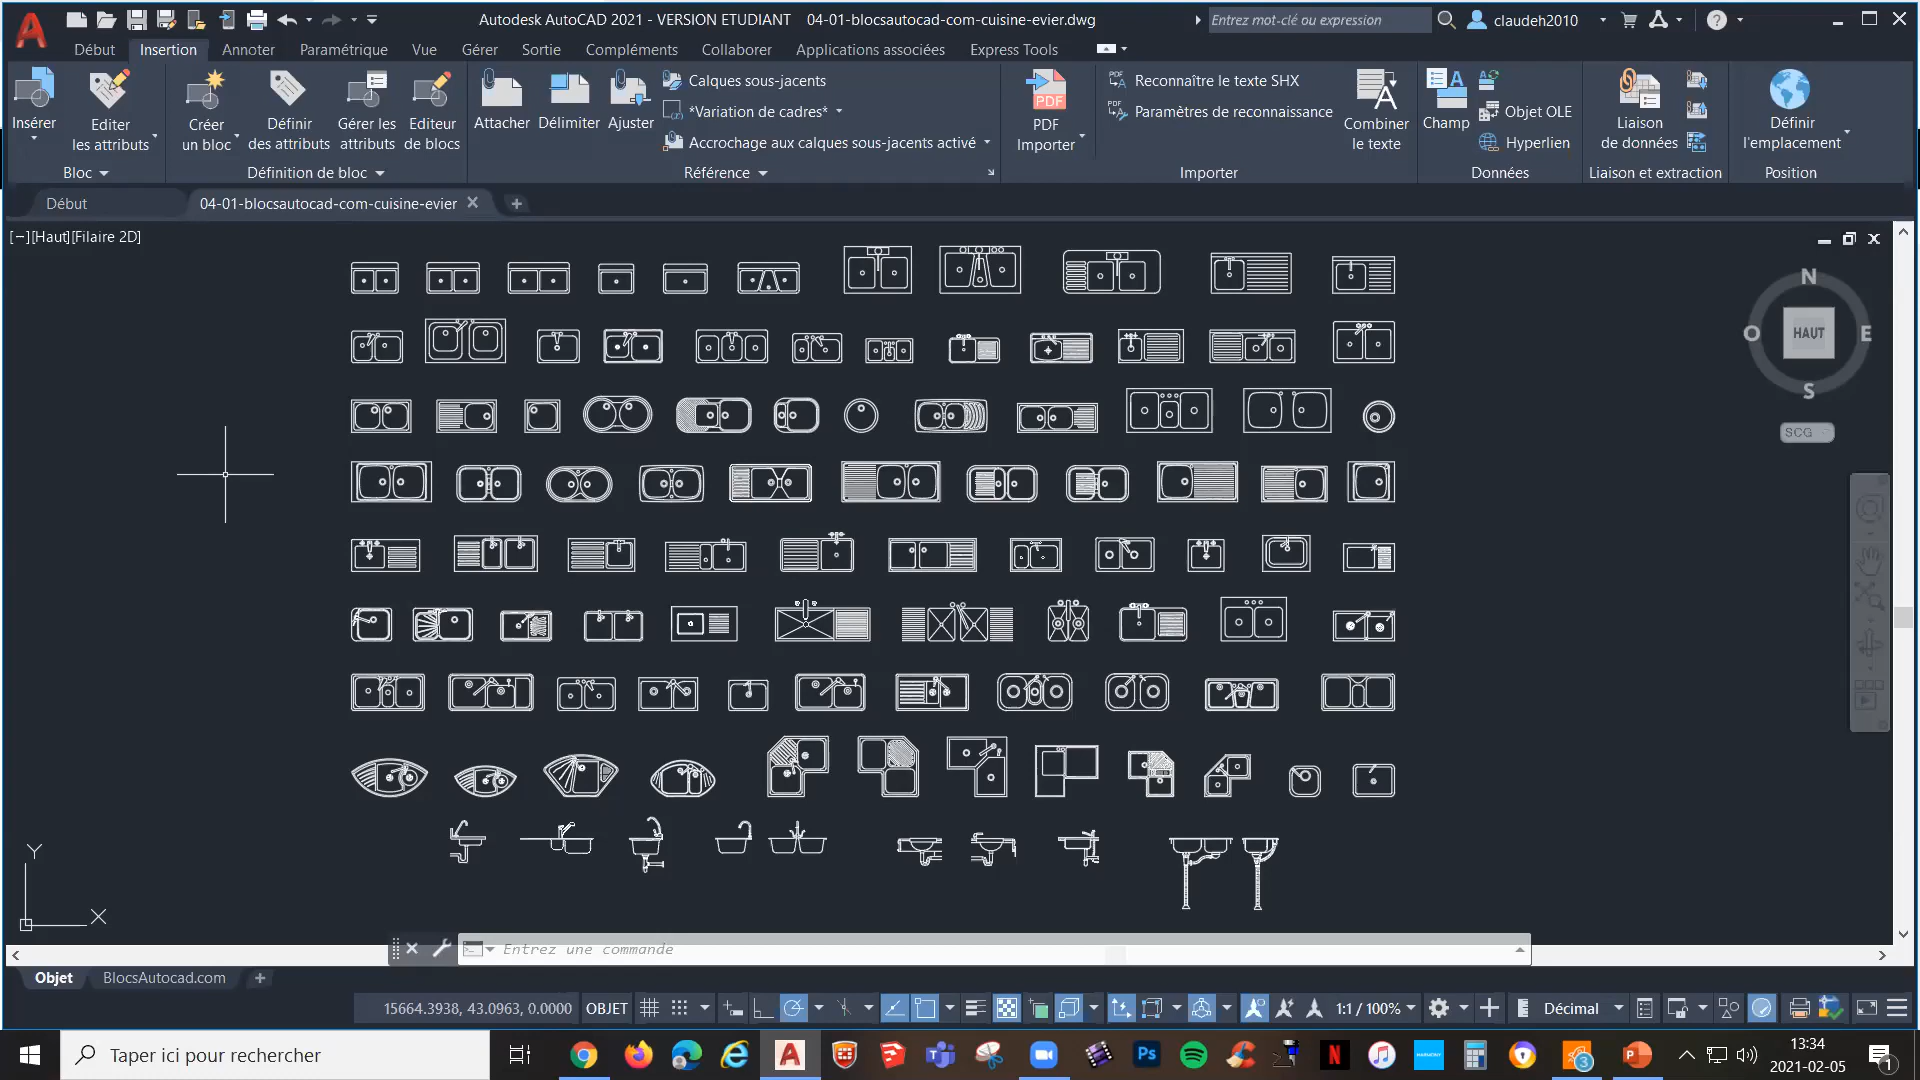 Autodesk AutoCAD 2021 - VERSION ETUDIANT 04-01-blocsautocad-com-cuisine-evier.dwg
Entrez mot-clé ou expression
claudeh2010
Début Insertion Annoter Paramétrique Vue Gérer Sortie Compléments Collaborer Applications associées Express Tools
Insérer
Editer
les attributs
Bloc
Créer
un bloc
Définir
des attributs
Gérer les
attributs
Editeur
de blocs
Définition de bloc
Attacher
Délimiter
Ajuster
Calques sous-jacents
*Variation de cadres*
Accrochage aux calques sous-jacents activé
Référence
PDF
PDF
Importer
Reconnaître le texte SHX
Paramètres de reconnaissance
Combiner
le texte
Importer
Champ
Objet OLE
Hyperlien
Données
Liaison
de données
Liaison et extraction
Définir
l'emplacement
Position
Début
04-01-blocsautocad-com-cuisine-evier
[−][Haut][Filaire 2D]
N
O HAUT E
S
SCG
Y
X
Entrez une commande
Objet BlocsAutocad.com
15664.3938, 43.0963, 0.0000 OBJET
1:1 / 100%
Décimal
Taper ici pour rechercher
13:34
2021-02-05